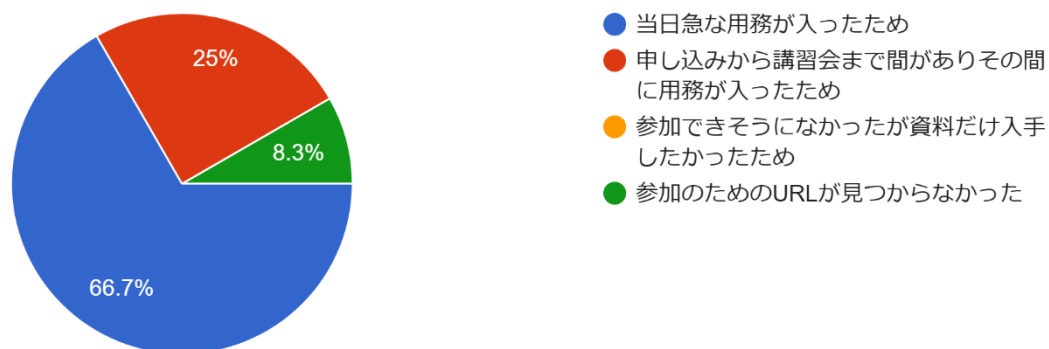 25%
8.3%
66.7%
当日急な用務が入ったため
申し込みから講習会まで間がありその間
に用務が入ったため
参加できそうになかったが資料だけ入手
したかったため
参加のためのURLが見つからなかった